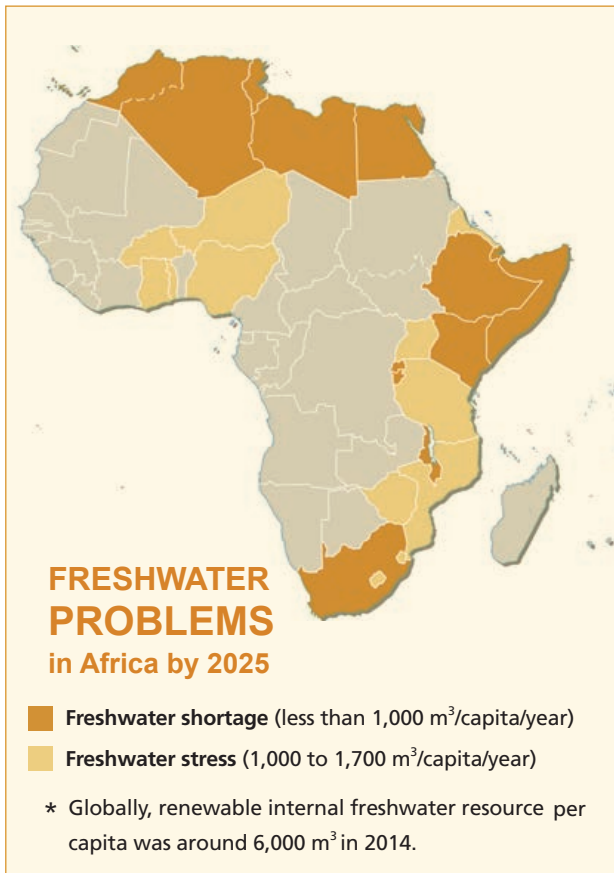 FRESHWATER
PROBLEMS
in Africa by 2025
Freshwater shortage (less than 1,000 m³/capita/year)
Freshwater stress (1,000 to 1,700 m³/capita/year)
* Globally, renewable internal freshwater resource per
capita was around 6,000 m³ in 2014.